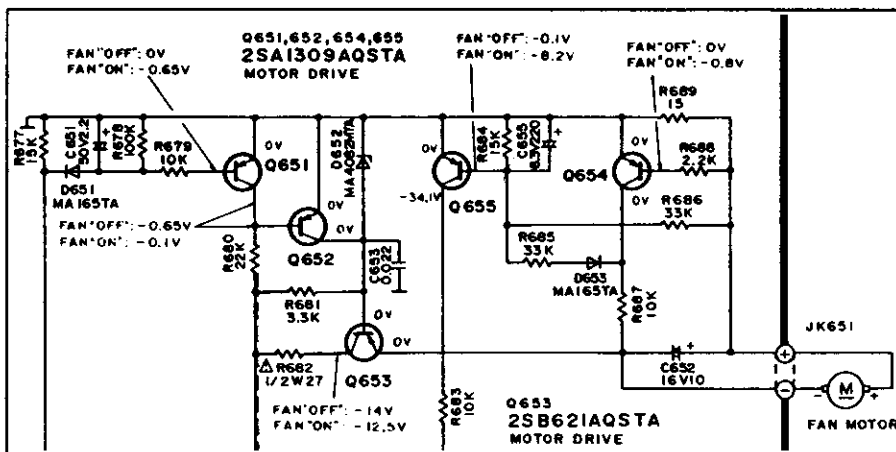 Q651,652,654,655
2SA1309AQSTA
MOTOR DRIVE
FAN"OFF": 0V
FAN"ON": -0.65V
FAN"OFF": -0.1V
FAN"ON": -8.2V
FAN"OFF": 0V
FAN"ON": -0.8V
R689
15
R677
15K
C651
50V2.2
R678
100K
R679
10K
D651
MA165TA
0V
Q651
D652
MA4062MTA
0V
R684
15K
C655
6.3V220
0V
Q654
R688
2.2K
-34.1V
Q655
0V
R686
33K
FAN"OFF": -0.65V
FAN"ON": -0.1V
0V
0V
Q652
R680
22K
C653
0.022
R685
33K
D653
MA165TA
R687
10K
R681
3.3K
0V
0V
R682
1/2W27
Q653
FAN"OFF": -14V
FAN"ON": -12.5V
R683
10K
Q653
2SB621AQSTA
MOTOR DRIVE
C652
16V10
+
JK651
+
-
-
M
+
FAN MOTOR